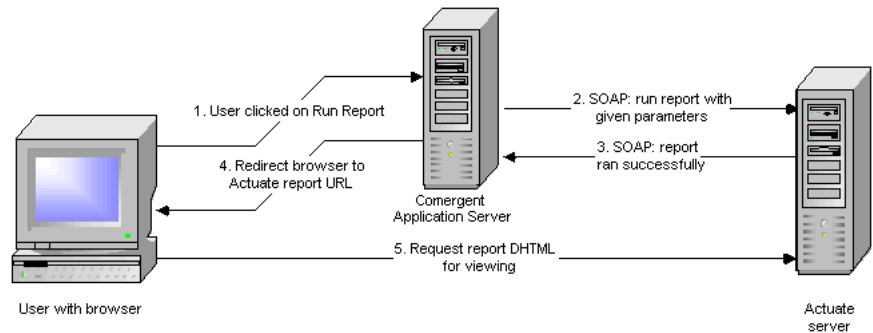 1. User clicked on Run Report
2. SOAP: run report with
given parameters
3. SOAP: report
ran successfully
4. Redirect browser to
Actuate report URL
Comergent
Application Server
5. Request report DHTML
for viewing
User with browser
Actuate
server